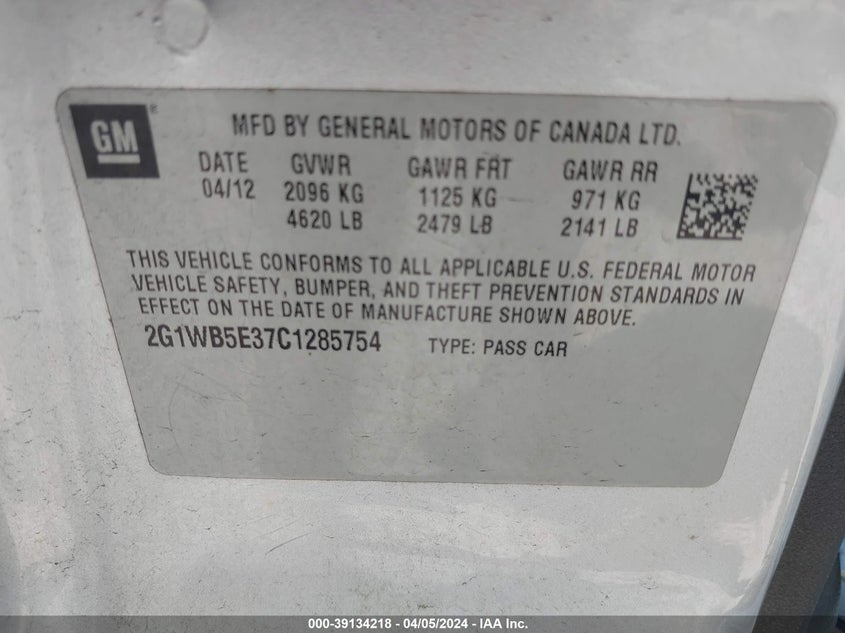 GM ®
MFD BY GENERAL MOTORS OF CANADA LTD.
DATE GVWR GAWR FRT GAWR RR
04/12 2096 KG 1125 KG 971 KG
4620 LB 2479 LB 2141 LB
THIS VEHICLE CONFORMS TO ALL APPLICABLE U.S. FEDERAL MOTOR
VEHICLE SAFETY, BUMPER, AND THEFT PREVENTION STANDARDS IN
EFFECT ON THE DATE OF MANUFACTURE SHOWN ABOVE.
2G1WB5E37C1285754 TYPE: PASS CAR
000-39134218 - 04/05/2024 - IAA Inc.